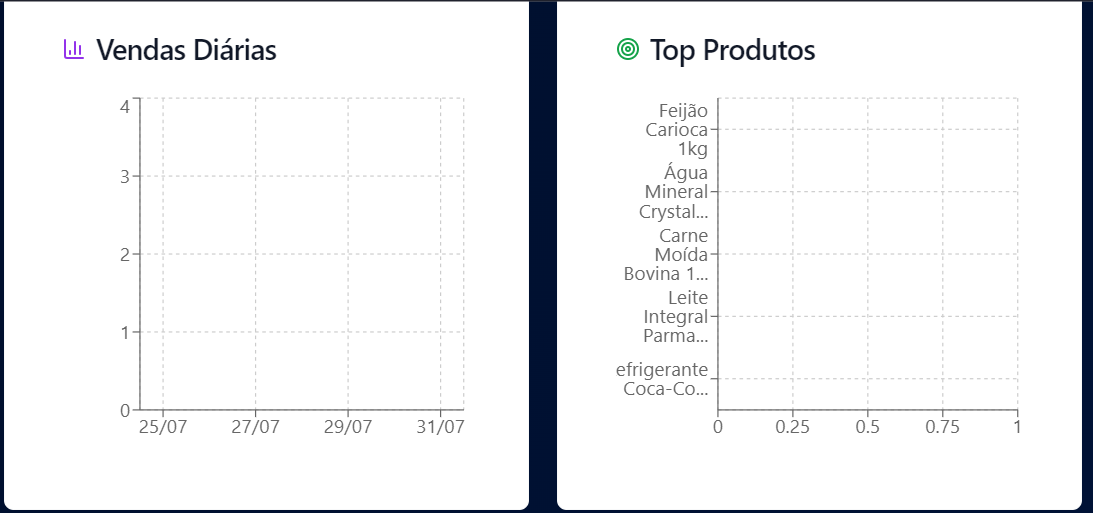 Vendas Diárias
4
3
2
1
0
25/07
27/07
29/07
31/07
Top Produtos
Feijão
Carioca
1kg
Água
Mineral
Crystal...
Carne
Moída
Bovina 1...
Leite
Integral
Parma...
efrigerante
Coca-Co...
0
0.25
0.5
0.75
1